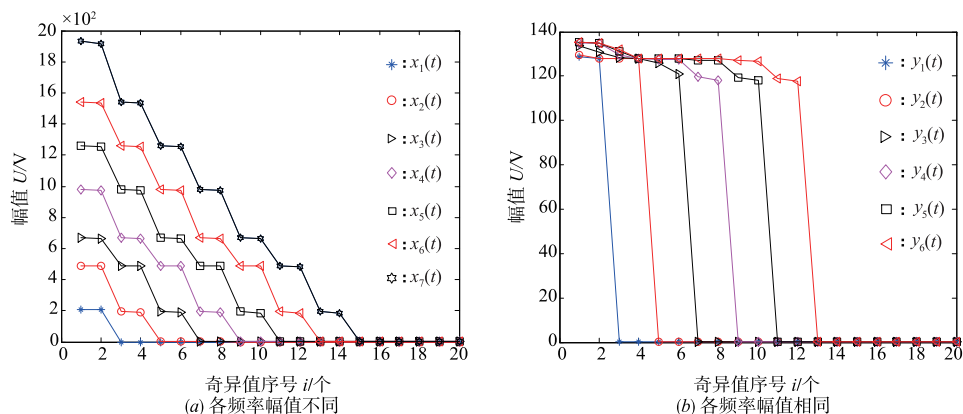 ×10²
20
18
16
14
12
10
8
6
4
2
0
0 2 4 6 8 10 12 14 16 18 20
幅值 U/V
奇异值序号 i/个
(a) 各频率幅值不同
: x₁(t)
: x₂(t)
: x₃(t)
: x₄(t)
: x₅(t)
: x₆(t)
: x₇(t)
140
120
100
80
60
40
20
0
0 2 4 6 8 10 12 14 16 18 20
幅值 U/V
奇异值序号 i/个
(b) 各频率幅值相同
: y₁(t)
: y₂(t)
: y₃(t)
: y₄(t)
: y₅(t)
: y₆(t)